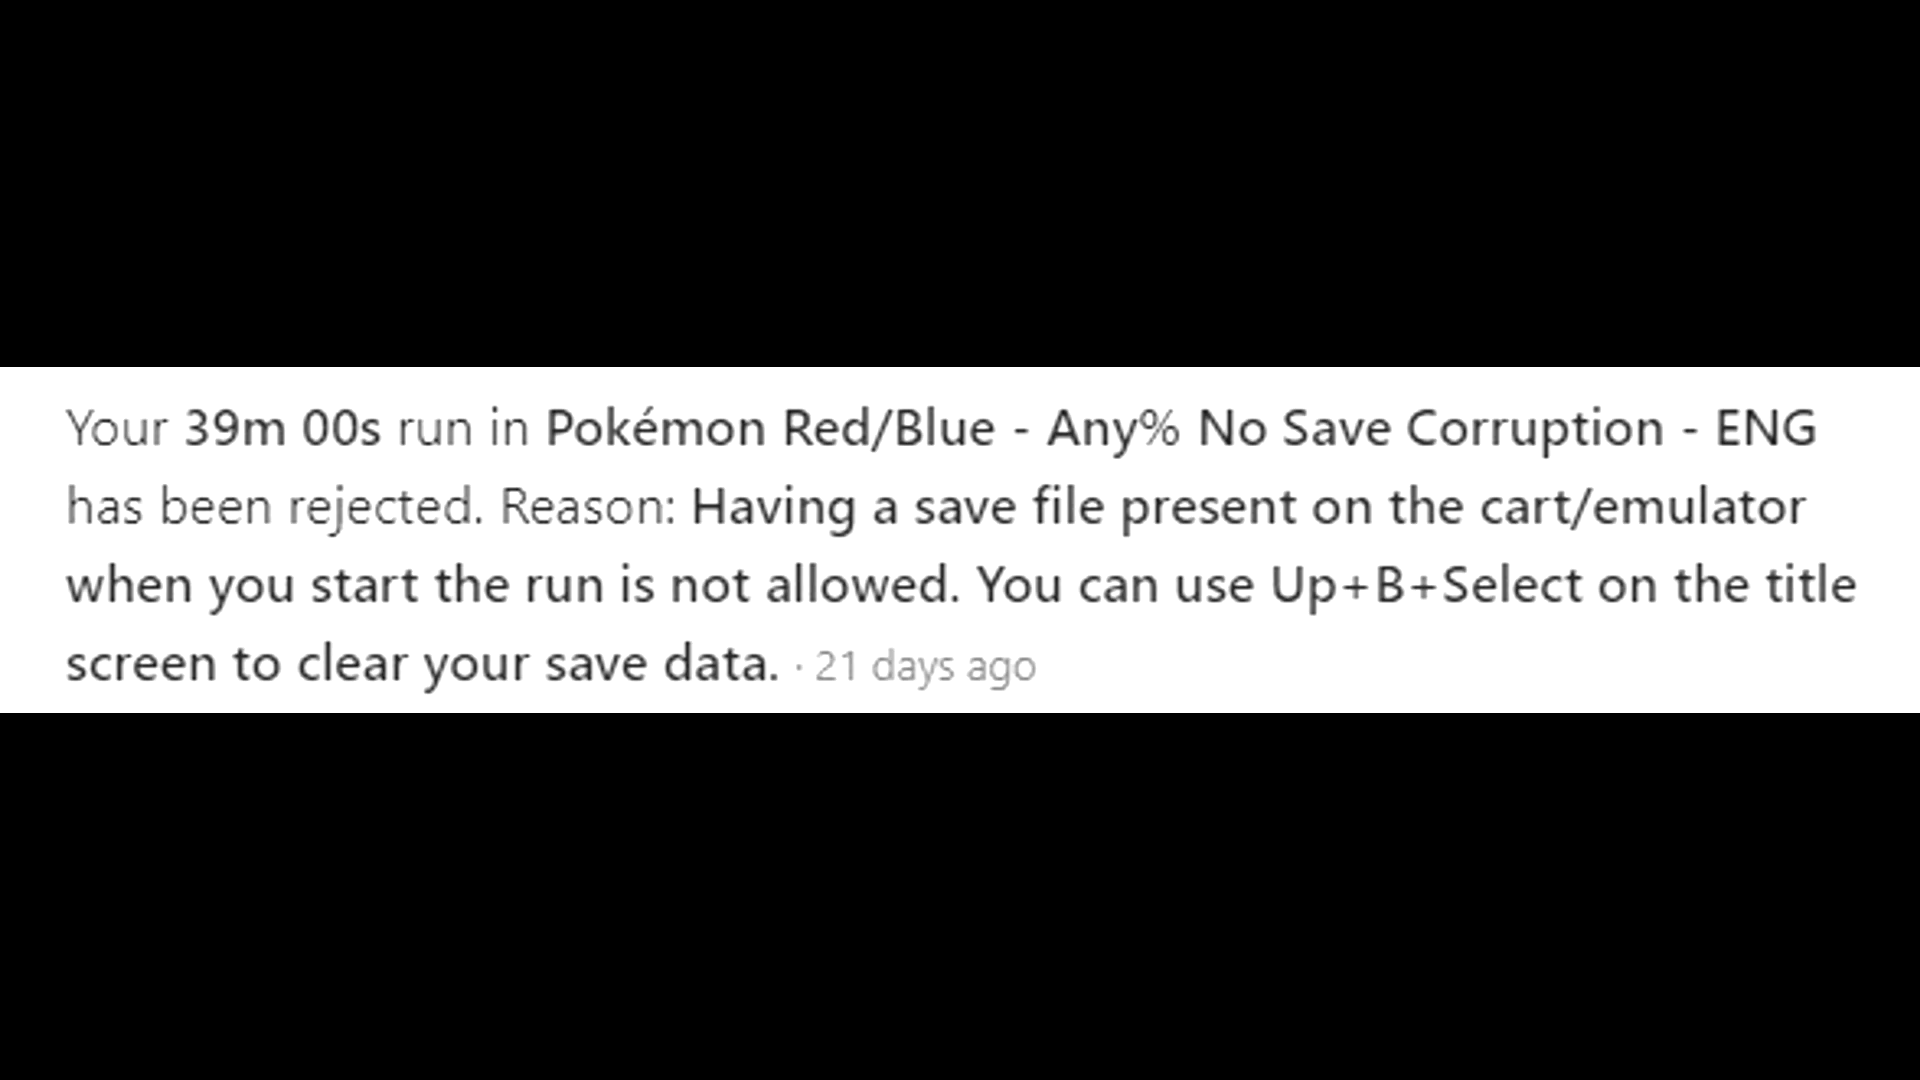 Your 39m 00s run in Pokémon Red/Blue - Any% No Save Corruption - ENG
has been rejected. Reason: Having a save file present on the cart/emulator
when you start the run is not allowed. You can use Up+B+Select on the title
screen to clear your save data. · 21 days ago